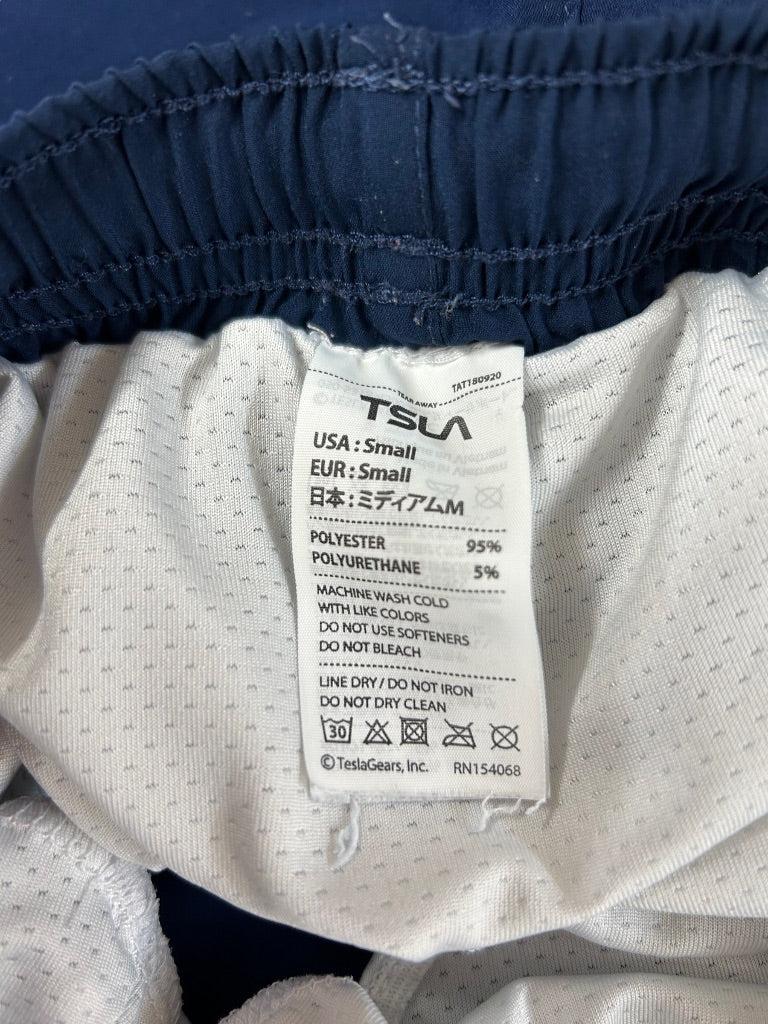 TAT180920
TEAR AWAY
TSLA
USA : Small
EUR : Small
日本 : ミディアムM
POLYESTER 95%
POLYURETHANE 5%
MACHINE WASH COLD
WITH LIKE COLORS
DO NOT USE SOFTENERS
DO NOT BLEACH
LINE DRY / DO NOT IRON
DO NOT DRY CLEAN
30
© TeslaGears, Inc. RN154068